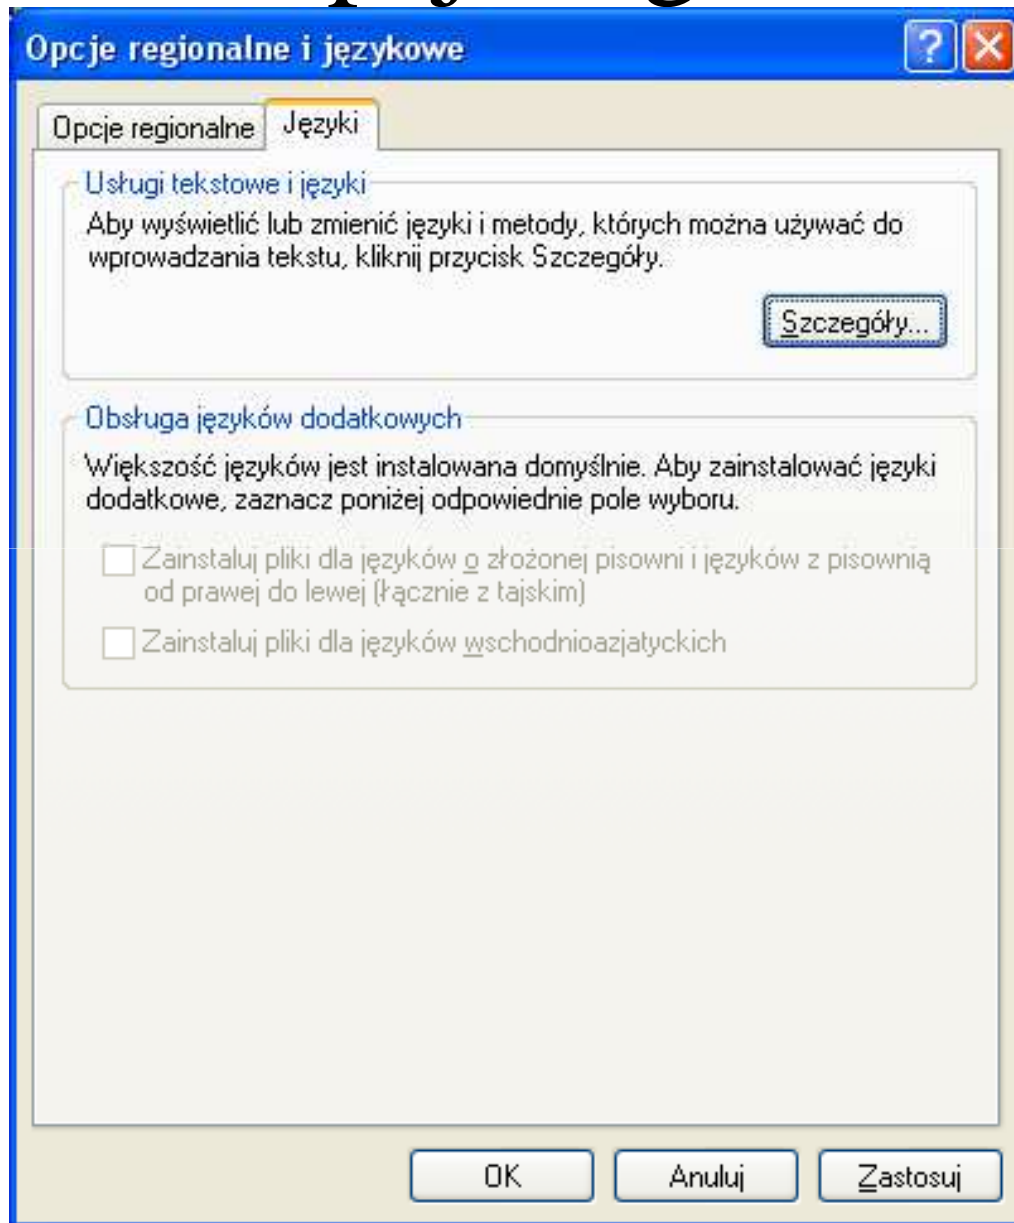 Opcje regionalne i językowe
Opcje regionalne
Języki
Usługi tekstowe i języki
Aby wyświetlić lub zmienić języki i metody, których można używać do
wprowadzania tekstu, kliknij przycisk Szczegóły.
Szczegóły...
Obsługa języków dodatkowych
Większość języków jest instalowana domyślnie. Aby zainstalować języki
dodatkowe, zaznacz poniżej odpowiednie pole wyboru.
Zainstaluj pliki dla języków o złożonej pisowni i języków z pisownią
od prawej do lewej (łącznie z tajskim)
Zainstaluj pliki dla języków wschodnioazjatyckich
OK
Anuluj
Zastosuj